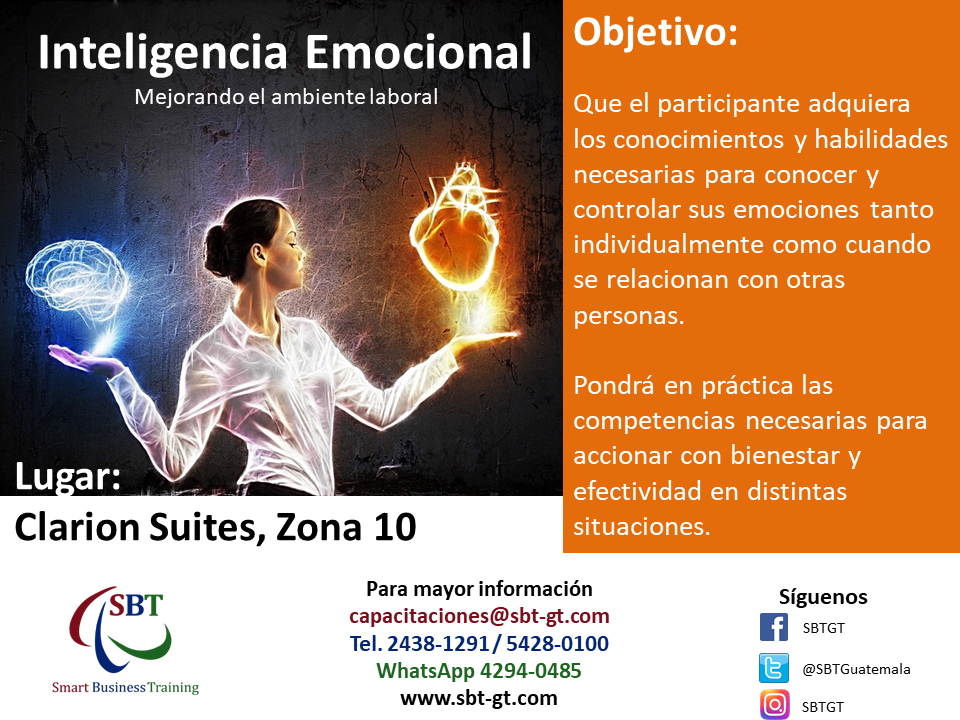 Inteligencia Emocional
Mejorando el ambiente laboral
Lugar:
Clarion Suites, Zona 10
Objetivo:
Que el participante adquiera
los conocimientos y habilidades
necesarias para conocer y
controlar sus emociones tanto
individualmente como cuando
se relacionan con otras
personas.
Pondrá en práctica las
competencias necesarias para
accionar con bienestar y
efectividad en distintas
situaciones.
SBT
Smart Business Training
Para mayor información
capacitaciones@sbt-gt.com
Tel. 2438-1291/ 5428-0100
WhatsApp 4294-0485
www.sbt-gt.com
Síguenos
SBTGT
@SBTGuatemala
SBTGT